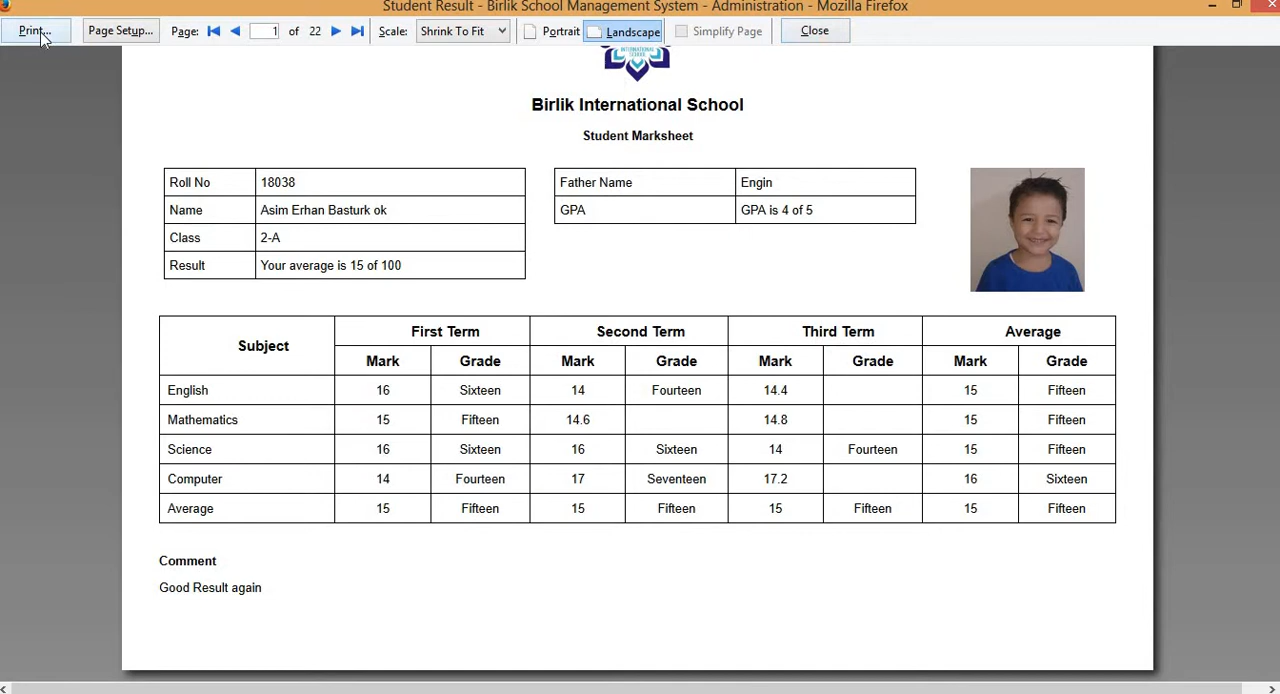 Student Result - Birlik School Management System - Administration - Mozilla Firefox
Print... Page Setup... Page: 1 of 22 Scale: Shrink To Fit Portrait Landscape Simplify Page Close
INTERNATIONAL
SCHOOL
Birlik International School
Student Marksheet
Roll No 18038 Father Name Engin
Name Asim Erhan Basturk ok GPA GPA is 4 of 5
Class 2-A
Result Your average is 15 of 100
Subject First Term Second Term Third Term Average
Mark Grade Mark Grade Mark Grade Mark Grade
English 16 Sixteen 14 Fourteen 14.4 15 Fifteen
Mathematics 15 Fifteen 14.6 14.8 15 Fifteen
Science 16 Sixteen 16 Sixteen 14 Fourteen 15 Fifteen
Computer 14 Fourteen 17 Seventeen 17.2 16 Sixteen
Average 15 Fifteen 15 Fifteen 15 Fifteen 15 Fifteen
Comment
Good Result again